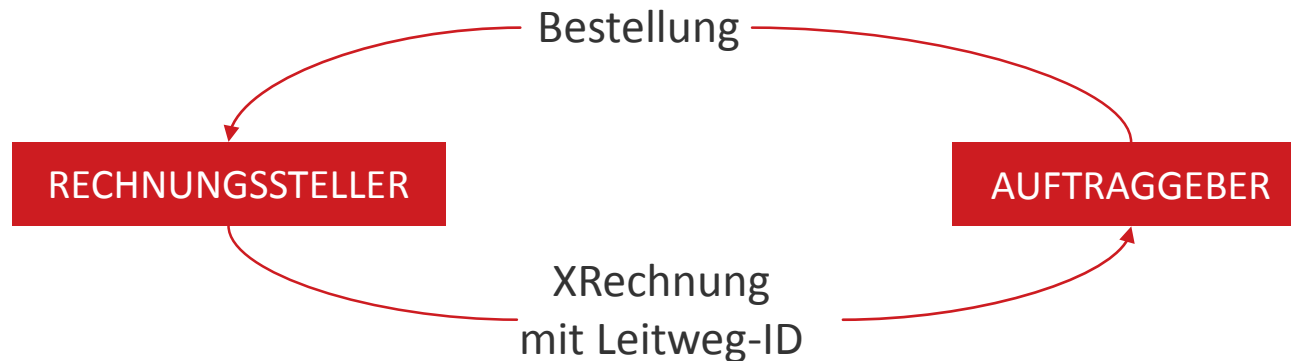 Bestellung
RECHNUNGSSTELLER
AUFTRAGGEBER
XRechnung
mit Leitweg-ID